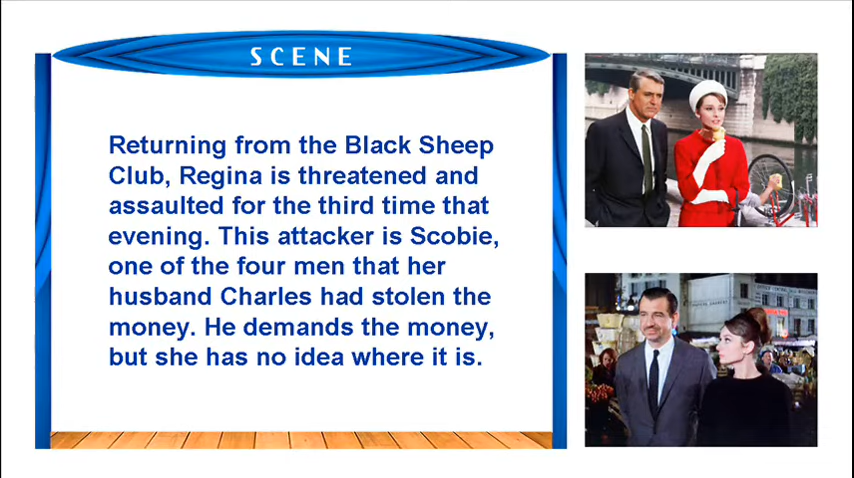 SCENE
Returning from the Black Sheep
Club, Regina is threatened and
assaulted for the third time that
evening. This attacker is Scobie,
one of the four men that her
husband Charles had stolen the
money. He demands the money,
but she has no idea where it is.